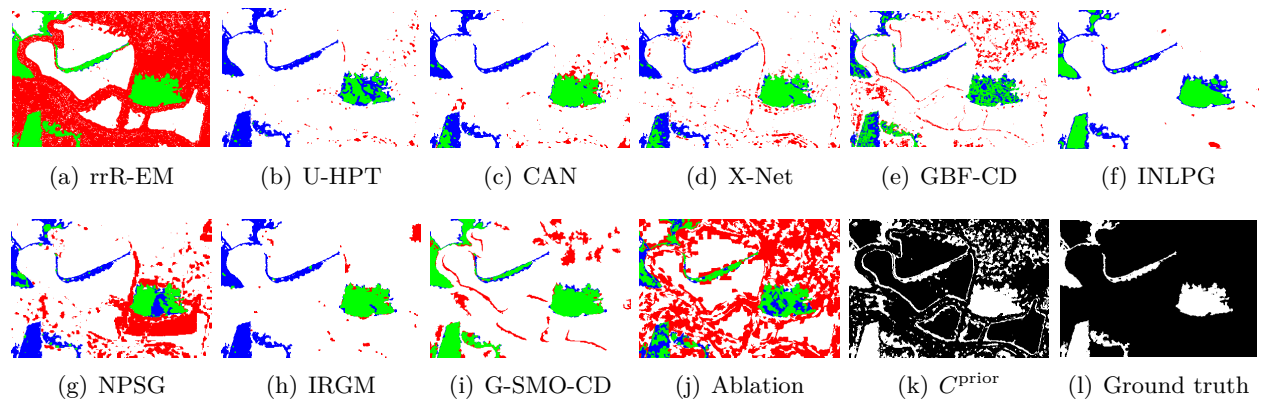 (a) rrR-EM
(b) U-HPT
(c) CAN
(d) X-Net
(e) GBF-CD
(f) INLPG
(g) NPSG
(h) IRGM
(i) G-SMO-CD
(j) Ablation
(k) C^prior
(l) Ground truth